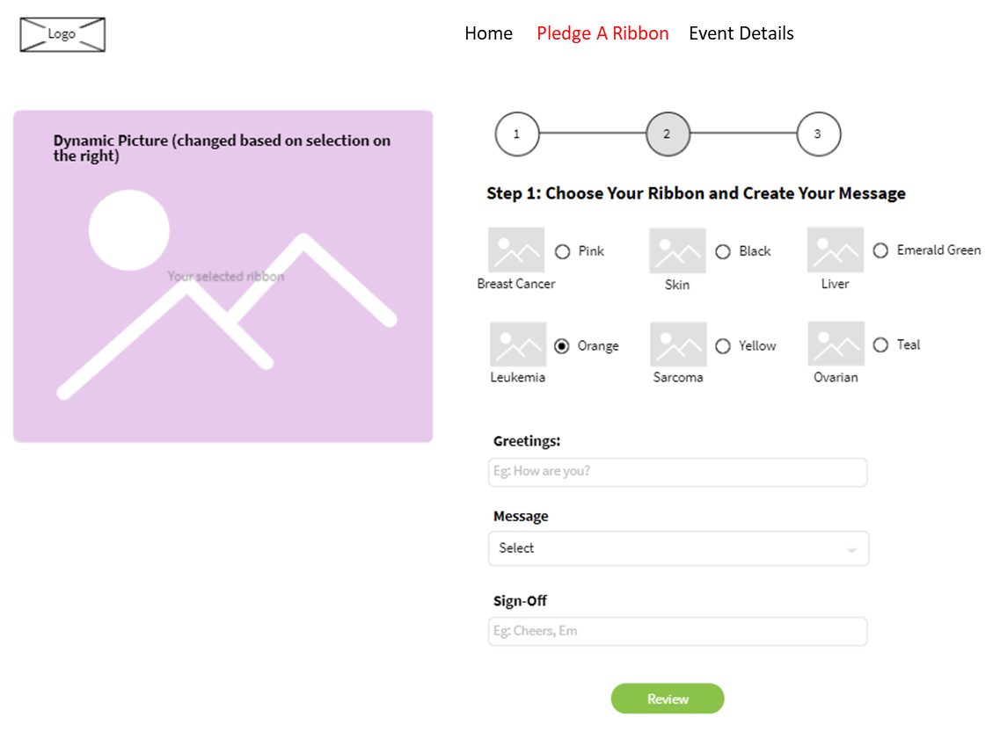 Logo
Home Pledge A Ribbon Event Details
Dynamic Picture (changed based on selection on
the right)
Your selected ribbon
1 2 3
Step 1: Choose Your Ribbon and Create Your Message
Pink Black Emerald Green
Breast Cancer Skin Liver
Orange Yellow Teal
Leukemia Sarcoma Ovarian
Greetings:
Eg: How are you?
Message
Select
Sign-Off
Eg: Cheers, Em
Review